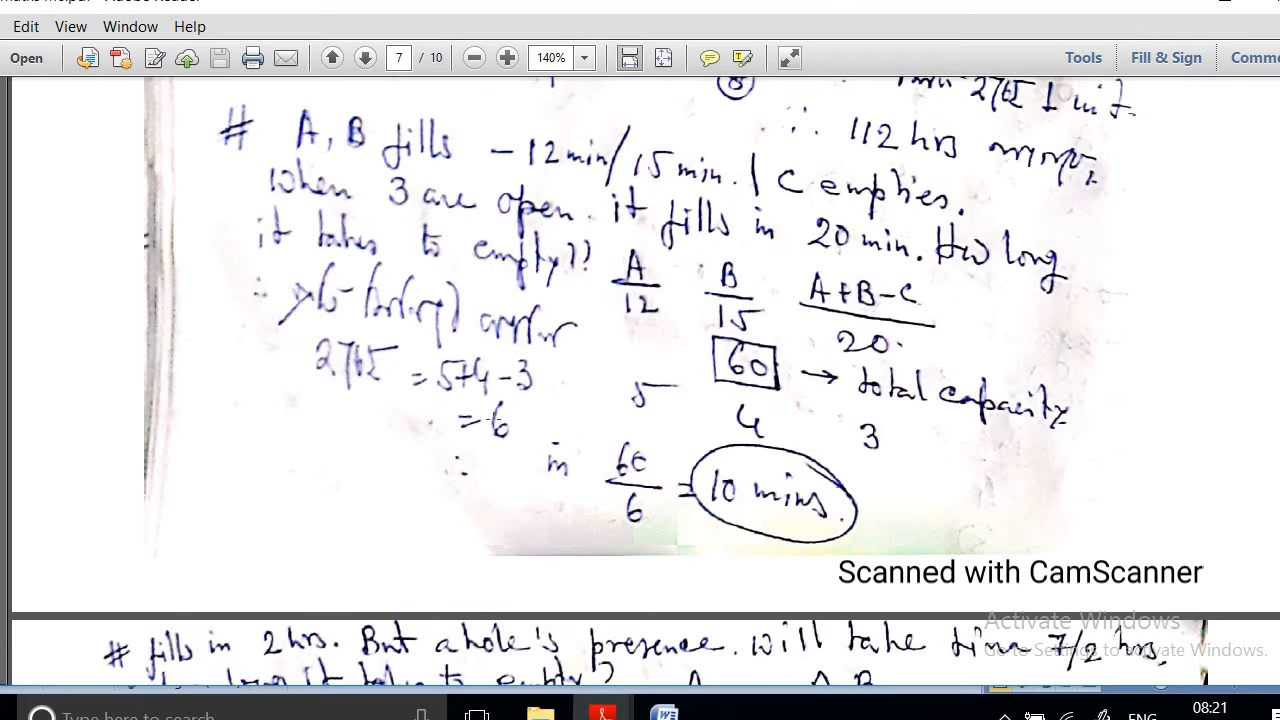 Edit View Window Help
Open 7 / 10 140% Tools Fill & Sign Comme
1 unit.
∴ 112 hrs
# A, B fills - 12 min/15 min. | C empties.
When 3 are open. it fills in 20 min. How long
it takes to empty??
A/12 B/15 A+B-C/20.
60 → total capacity.
= 5+4-3 5 4 3
= 6
∴ in 60/6 = 10 mins.
Scanned with CamScanner
Activate Windows
Go to Settings to activate Windows.
# fills in 2 hrs. But a hole's presence. will take time 7/2 hrs.
Type here to search
08:21